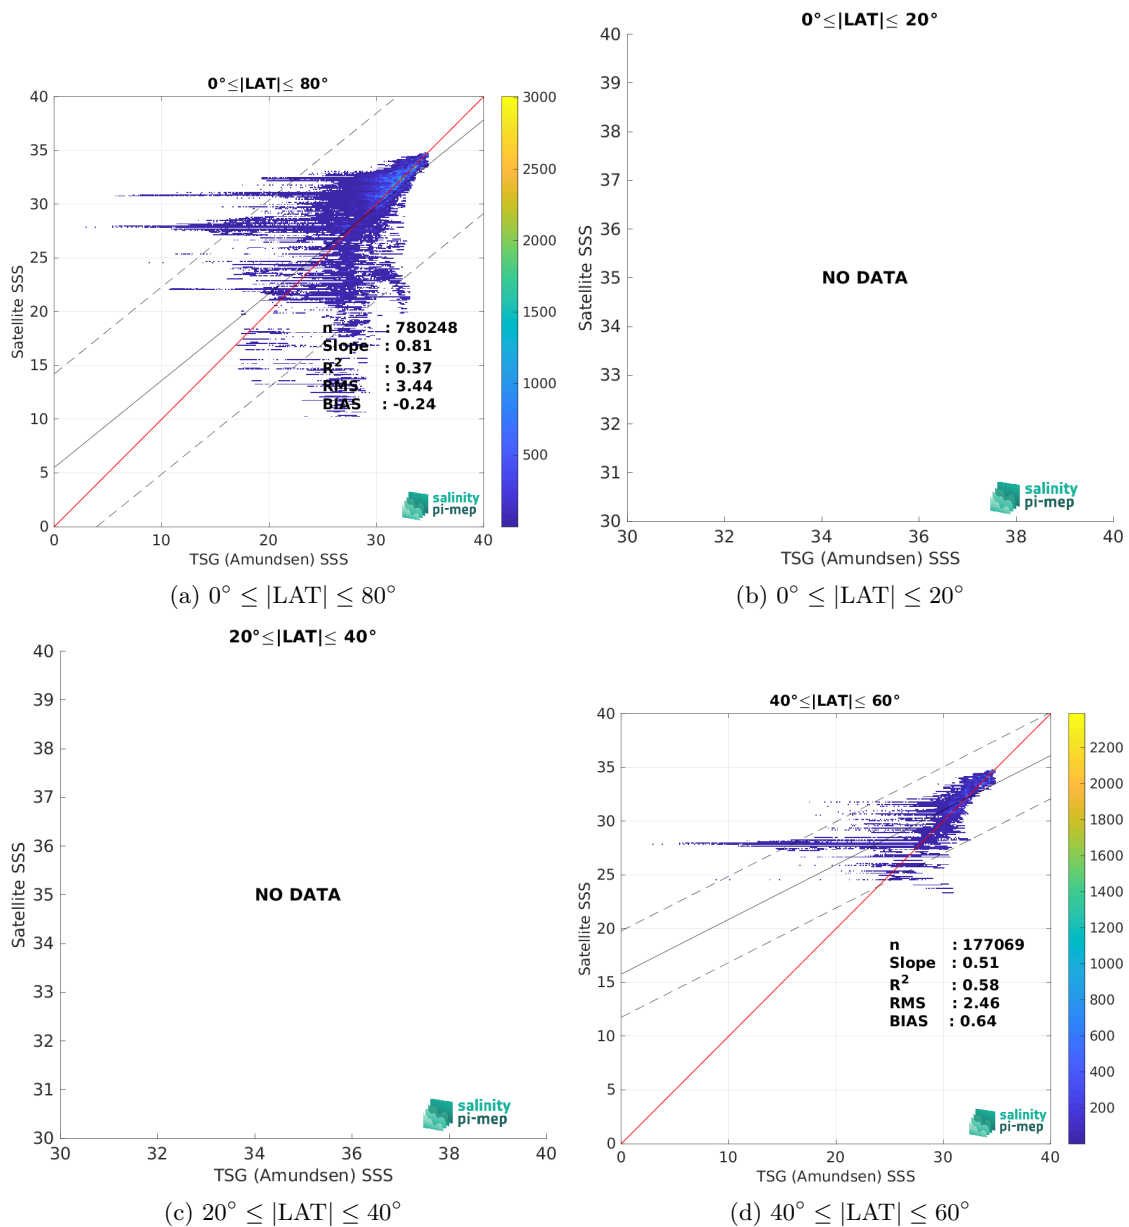 0°≤|LAT|≤ 80°
40
35
30
25
20
15
10
5
0
Satellite SSS
n : 780248
Slope : 0.81
R² : 0.37
RMS : 3.44
BIAS : -0.24
salinity
pi-mep
0 10 20 30 40
TSG (Amundsen) SSS
3000
2500
2000
1500
1000
500
(a) 0° ≤ |LAT| ≤ 80°
0°≤|LAT|≤ 20°
40
39
38
37
36
35
34
33
32
31
30
Satellite SSS
NO DATA
salinity
pi-mep
30 32 34 36 38 40
TSG (Amundsen) SSS
(b) 0° ≤ |LAT| ≤ 20°
20°≤|LAT|≤ 40°
40
39
38
37
36
35
34
33
32
31
30
Satellite SSS
NO DATA
salinity
pi-mep
30 32 34 36 38 40
TSG (Amundsen) SSS
(c) 20° ≤ |LAT| ≤ 40°
40°≤|LAT|≤ 60°
40
35
30
25
20
15
10
5
0
Satellite SSS
n : 177069
Slope : 0.51
R² : 0.58
RMS : 2.46
BIAS : 0.64
salinity
pi-mep
0 10 20 30 40
TSG (Amundsen) SSS
2200
2000
1800
1600
1400
1200
1000
800
600
400
200
(d) 40° ≤ |LAT| ≤ 60°